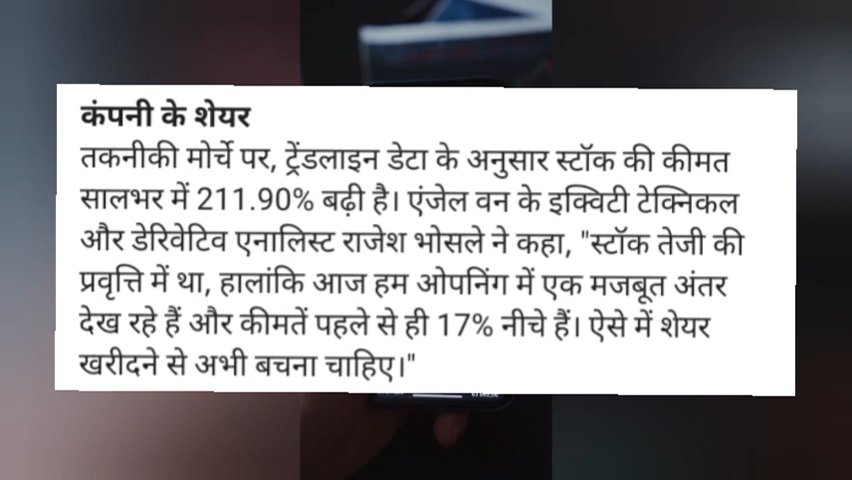 कंपनी के शेयर
तकनीकी मोर्चे पर, ट्रेंडलाइन डेटा के अनुसार स्टॉक की कीमत
सालभर में 211.90% बढ़ी है। एंजेल वन के इक्विटी टेक्निकल
और डेरिवेटिव एनालिस्ट राजेश भोसले ने कहा, "स्टॉक तेजी की
प्रवृत्ति में था, हालांकि आज हम ओपनिंग में एक मजबूत अंतर
देख रहे हैं और कीमतें पहले से ही 17% नीचे हैं। ऐसे में शेयर
खरीदने से अभी बचना चाहिए।"